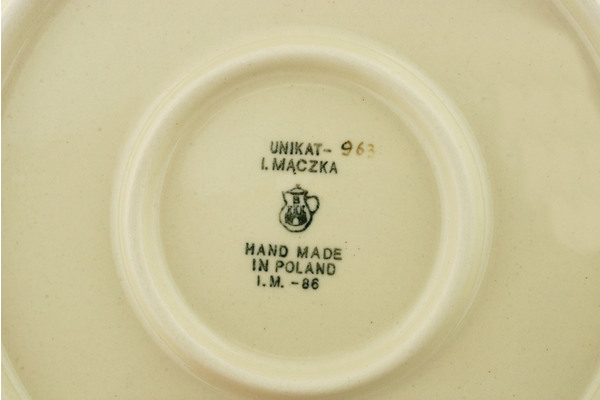 UNIKAT- 963
I. MĄCZKA
B
HAND MADE
IN POLAND
I.M. -86